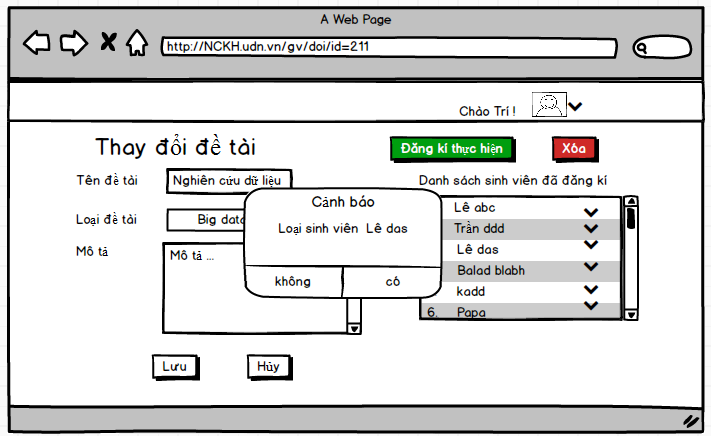 A Web Page
http://NCKH.udn.vn/gv/doi/id=211
Chào Trí !
Thay đổi đề tài
Đăng kí thực hiện
Xóa
Tên đề tài
Nghiên cứu dữ liệu
Danh sách sinh viên đã đăng kí
Loại đề tài
Big data
Mô tả
Mô tả ...
Cảnh báo
Loại sinh viên Lê das
không
có
Lê abc
Trần ddd
Lê das
Balad blabh
kadd
6. Papa
Lưu
Hủy